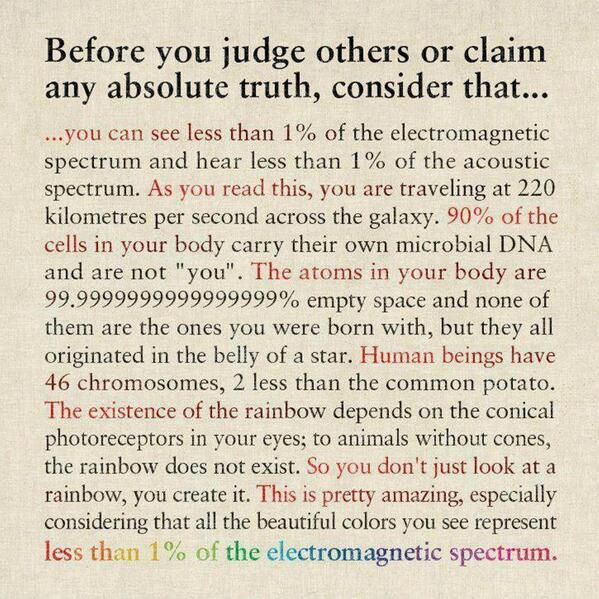 Before you judge others or claim
any absolute truth, consider that...
...you can see less than 1% of the electromagnetic
spectrum and hear less than 1% of the acoustic
spectrum. As you read this, you are traveling at 220
kilometres per second across the galaxy. 90% of the
cells in your body carry their own microbial DNA
and are not "you". The atoms in your body are
99.9999999999999999% empty space and none of
them are the ones you were born with, but they all
originated in the belly of a star. Human beings have
46 chromosomes, 2 less than the common potato.
The existence of the rainbow depends on the conical
photoreceptors in your eyes; to animals without cones,
the rainbow does not exist. So you don't just look at a
rainbow, you create it. This is pretty amazing, especially
considering that all the beautiful colors you see represent
less than 1% of the electromagnetic spectrum.